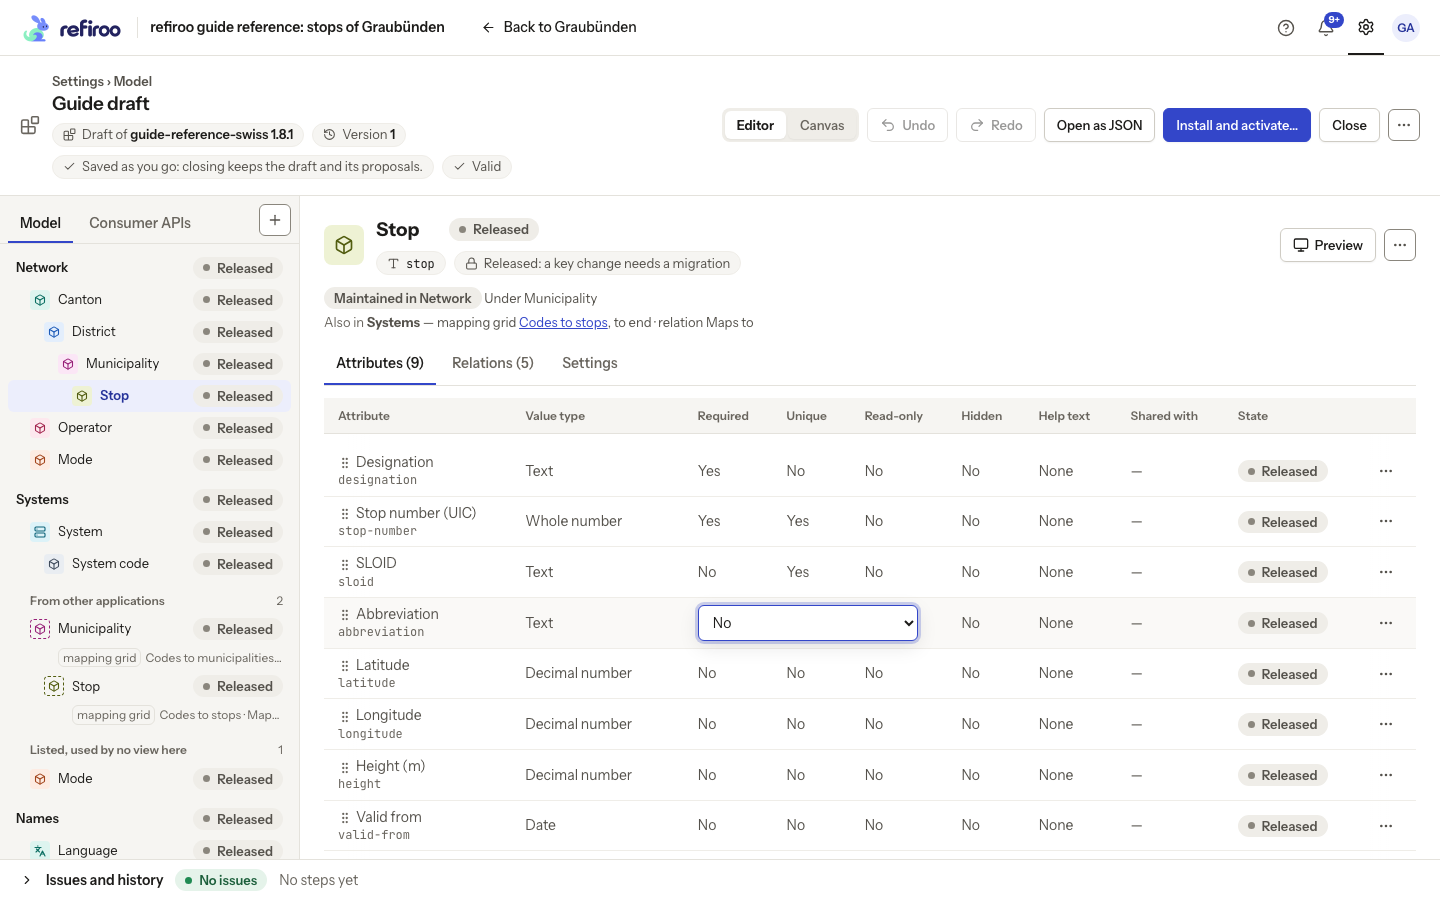 refiroo
refiroo guide reference: stops of Graubünden
Back to Graubünden
9+
GA
Settings › Model
Guide draft
Draft of guide-reference-swiss 1.8.1
Version 1
Saved as you go: closing keeps the draft and its proposals.
Valid
Editor
Canvas
Undo
Redo
Open as JSON
Install and activate...
Close
Model
Consumer APIs
Network Released
Canton Released
District Released
Municipality Released
Stop Released
Operator Released
Mode Released
Systems Released
System Released
System code Released
From other applications 2
Municipality Released
mapping grid Codes to municipalities...
Stop Released
mapping grid Codes to stops · Map...
Listed, used by no view here 1
Mode Released
Names Released
Language Released
Stop
Released
stop
Released: a key change needs a migration
Preview
Maintained in Network Under Municipality
Also in Systems — mapping grid Codes to stops, to end · relation Maps to
Attributes (9)
Relations (5)
Settings
Attribute Value type Required Unique Read-only Hidden Help text Shared with State
Designation Text Yes No No No None — Released
designation
Stop number (UIC) Whole number Yes Yes No No None — Released
stop-number
SLOID Text No Yes No No None — Released
sloid
Abbreviation Text No No None — Released
abbreviation
Latitude Decimal number No No No No None — Released
latitude
Longitude Decimal number No No No No None — Released
longitude
Height (m) Decimal number No No No No None — Released
height
Valid from Date No No No No None — Released
valid-from
Issues and history
No issues
No steps yet